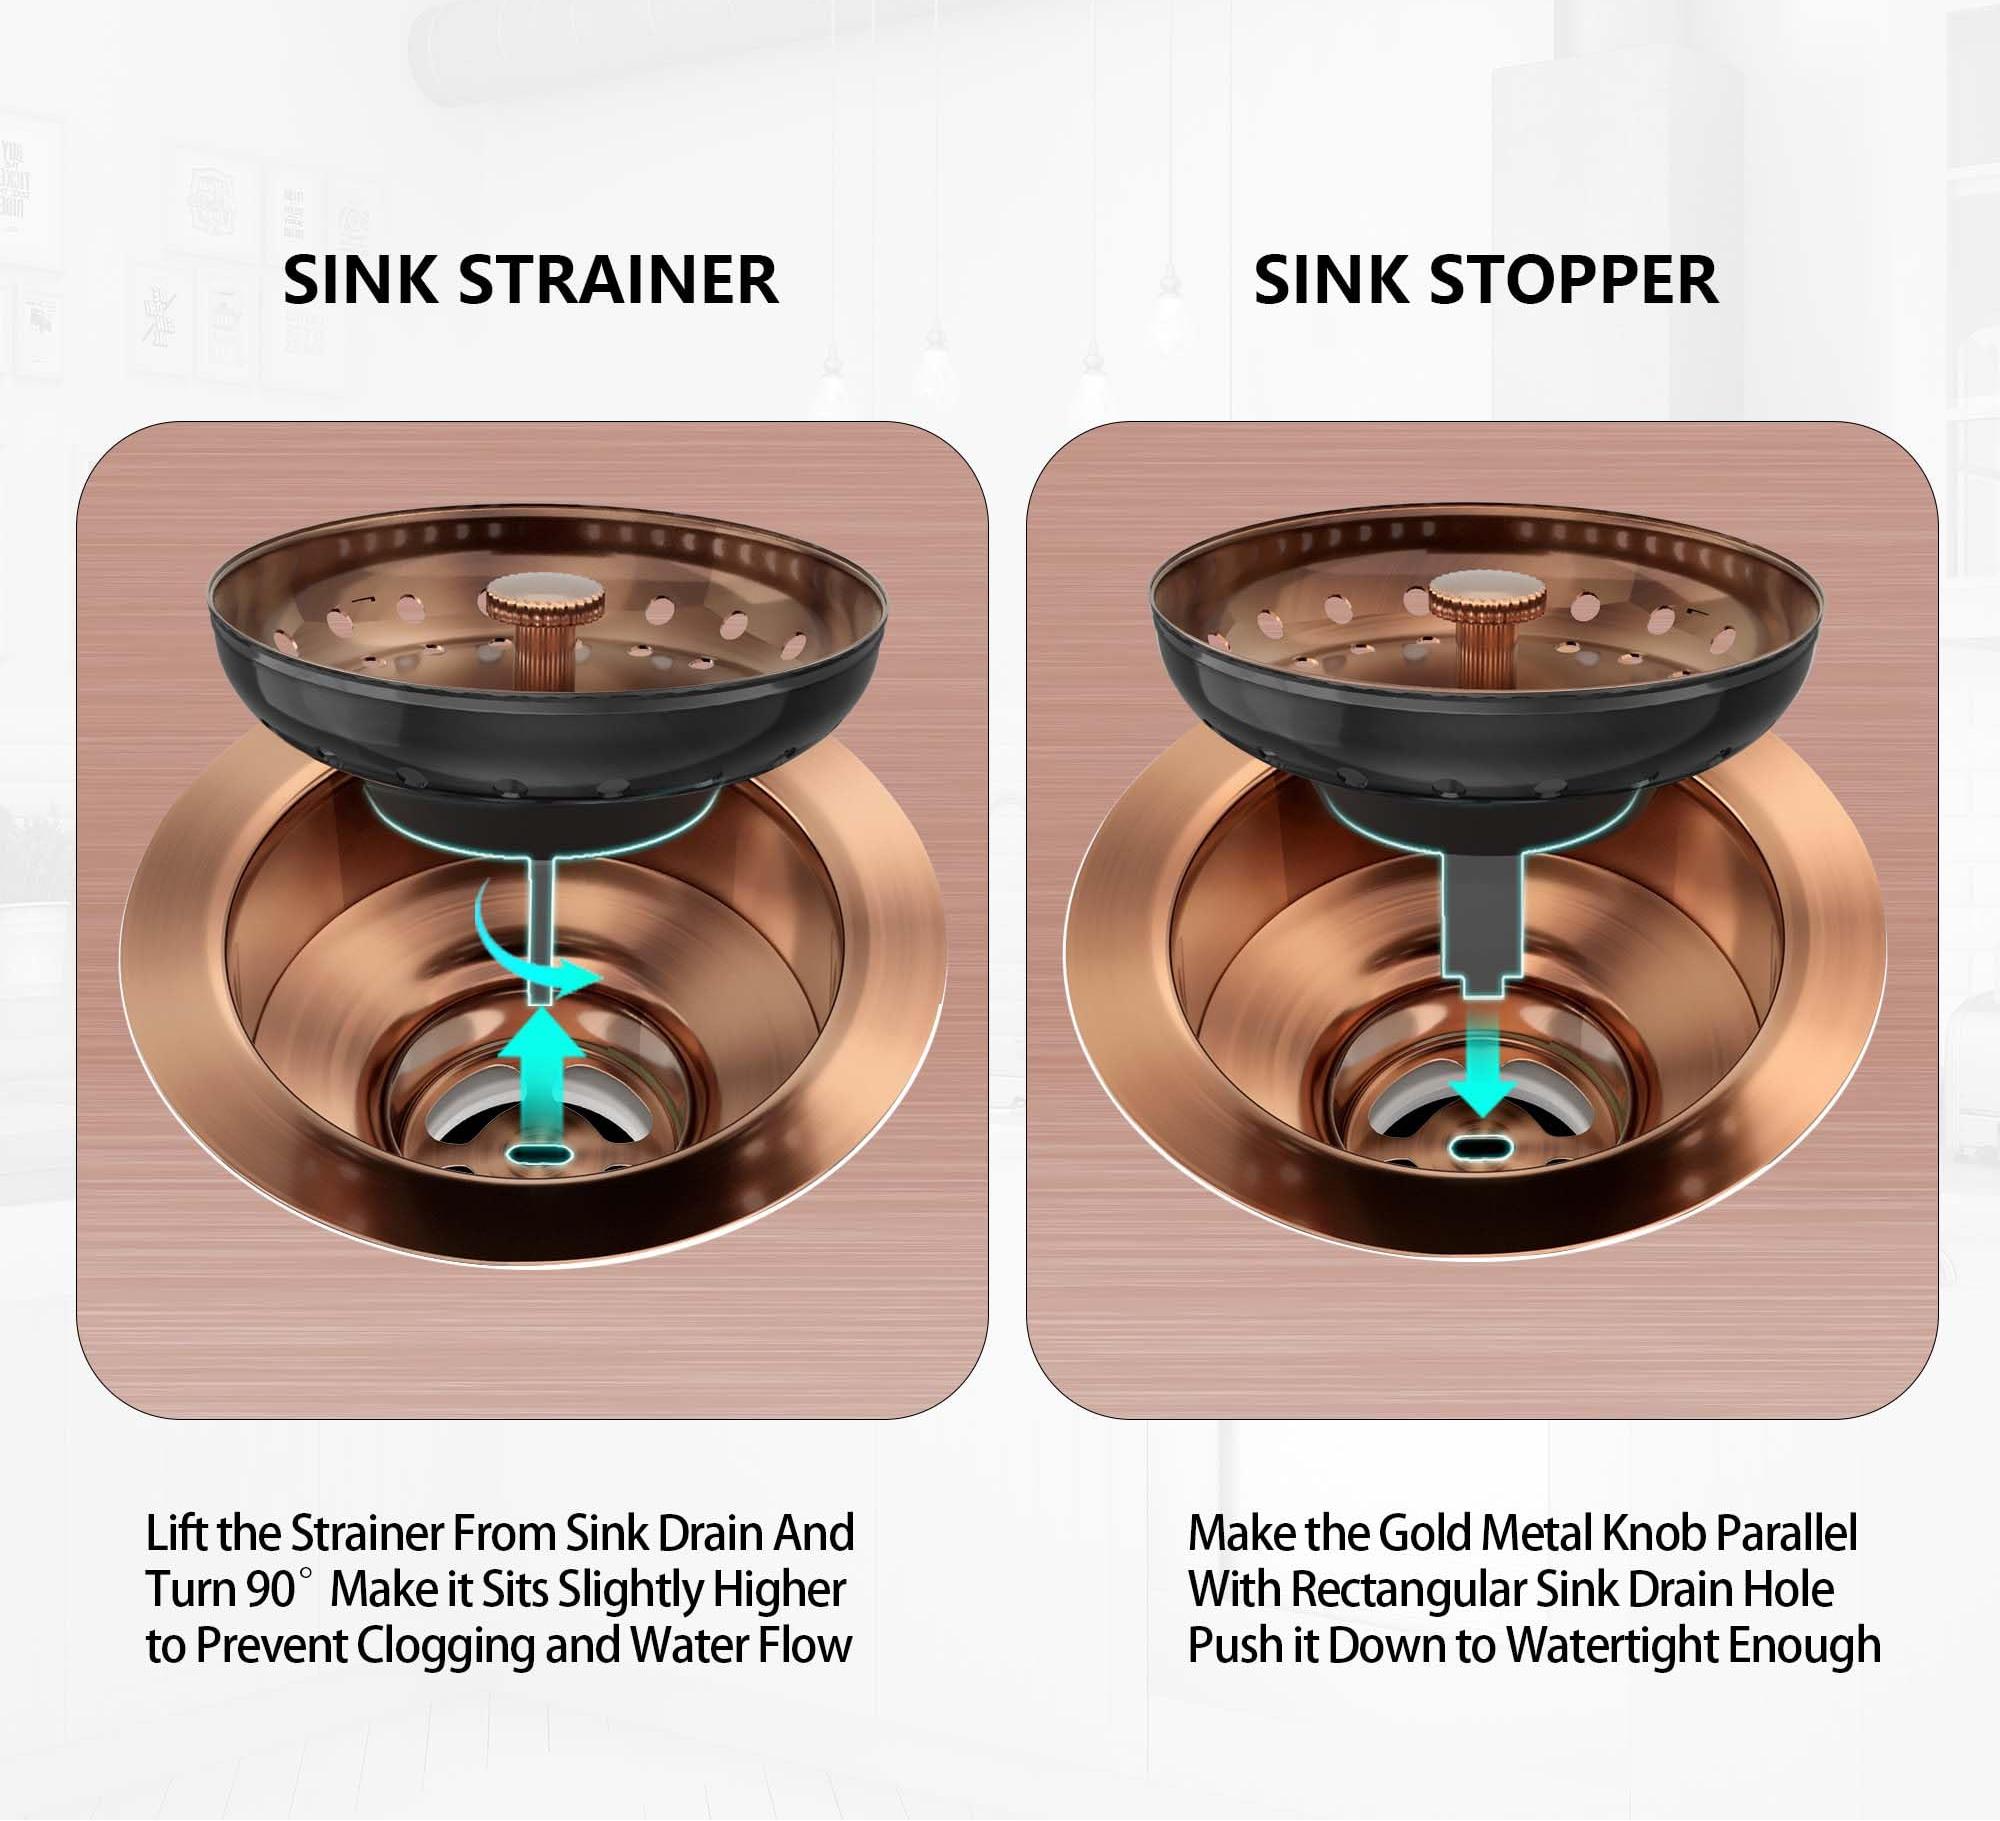 SINK STRAINER
SINK STOPPER
Lift the Strainer From Sink Drain And
Turn 90° Make it Sits Slightly Higher
to Prevent Clogging and Water Flow
Make the Gold Metal Knob Parallel
With Rectangular Sink Drain Hole
Push it Down to Watertight Enough